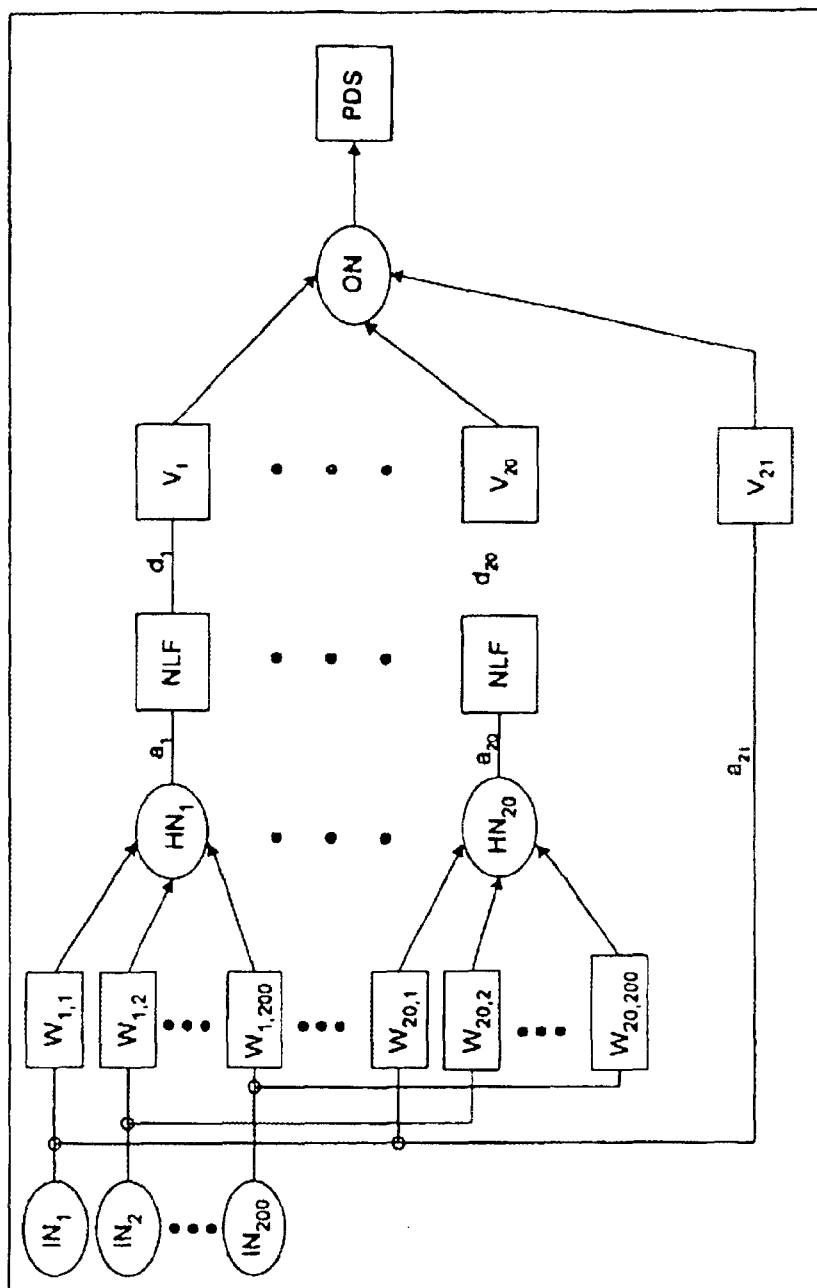 IN₁
IN₂
IN₂₀₀
W₁,₁
W₁,₂
W₁,₂₀₀
W₂₀,₁
W₂₀,₂
W₂₀,₂₀₀
HN₁
HN₂₀
a₁
a₂₀
a₂₁
NLF
NLF
d₁
d₂₀
V₁
V₂₀
V₂₁
ON
PDS